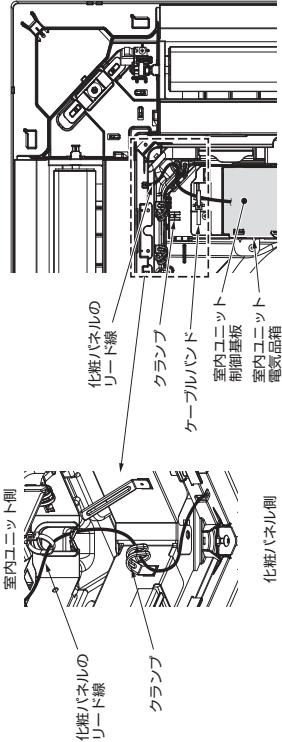 室内ユニット側
化粧パネルの
リード線
クランプ
化粧パネル側
化粧パネルの
リード線
クランプ
ケーブルバンド
室内ユニット
制御基板
室内ユニット
電気品箱